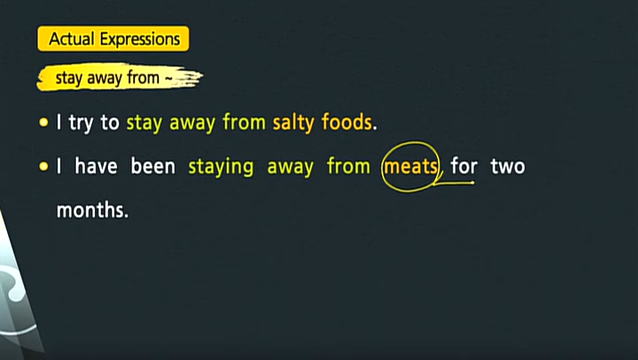 Actual Expressions
stay away from ~
• I try to stay away from salty foods.
• I have been staying away from meats for two
months.